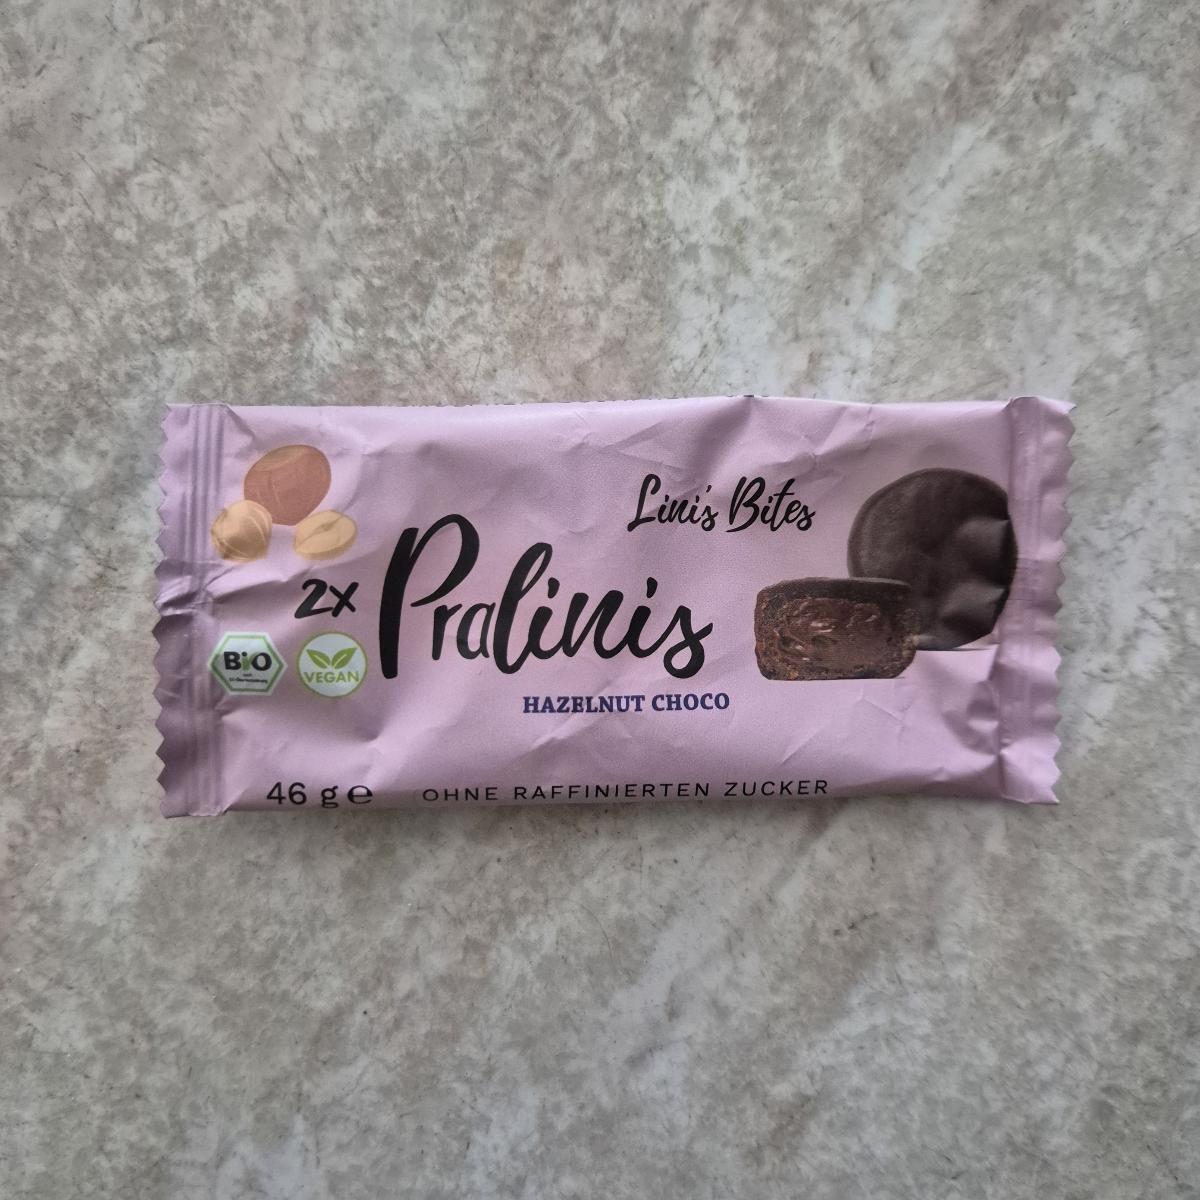 Lini's Bites
2x Pralinis
BiO
VEGAN
HAZELNUT CHOCO
46 g e OHNE RAFFINIERTEN ZUCKER